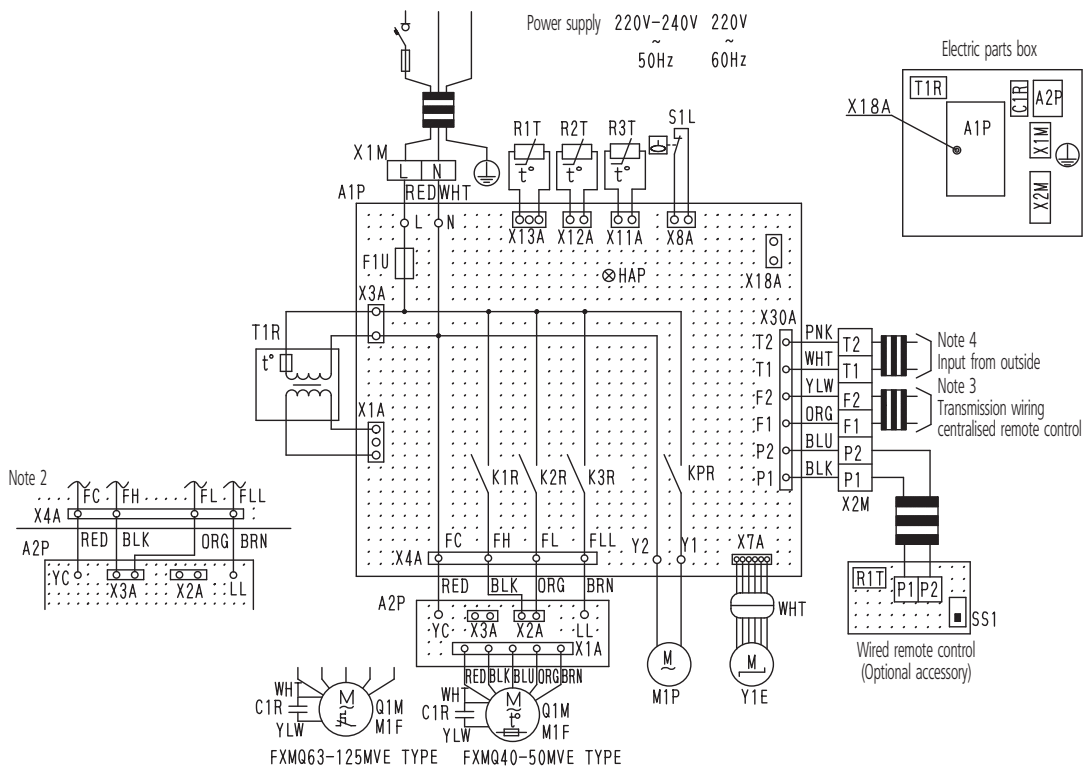 Power supply 220V-240V 220V
~ ~
50Hz 60Hz
Electric parts box
T1R
C1R
A2P
X18A
A1P
X1M
X2M
X1M
L N
RED WHT
A1P
R1T
t°
R2T
t°
R3T
t°
S1L
L N
X13A
X12A
X11A
X8A
F1U
HAP
X18A
X3A
T1R
t°
X1A
X30A
T2 PNK T2
T1 WHT T1
F2 YLW F2
F1 ORG F1
P2 BLU P2
P1 BLK P1
X2M
Note 4
Input from outside
Note 3
Transmission wiring
centralised remote control
K1R
K2R
K3R
KPR
Note 2
FC FH FL FLL
X4A
RED BLK ORG BRN
A2P
YC
X3A
X2A
LL
FC FH FL FLL
X4A
RED BLK ORG BRN
Y2 Y1
X7A
WHT
A2P
YC
X3A
X2A
LL
X1A
RED BLK BLU ORG BRN
M
~
M1P
M
Y1E
R1T
P1 P2
SS1
Wired remote control
(Optional accessory)
WHT
C1R
YLW
M
~
Q1M
M1F
FXMQ63-125MVE TYPE
WHT
C1R
YLW
M
~
t°
Q1M
M1F
FXMQ40-50MVE TYPE